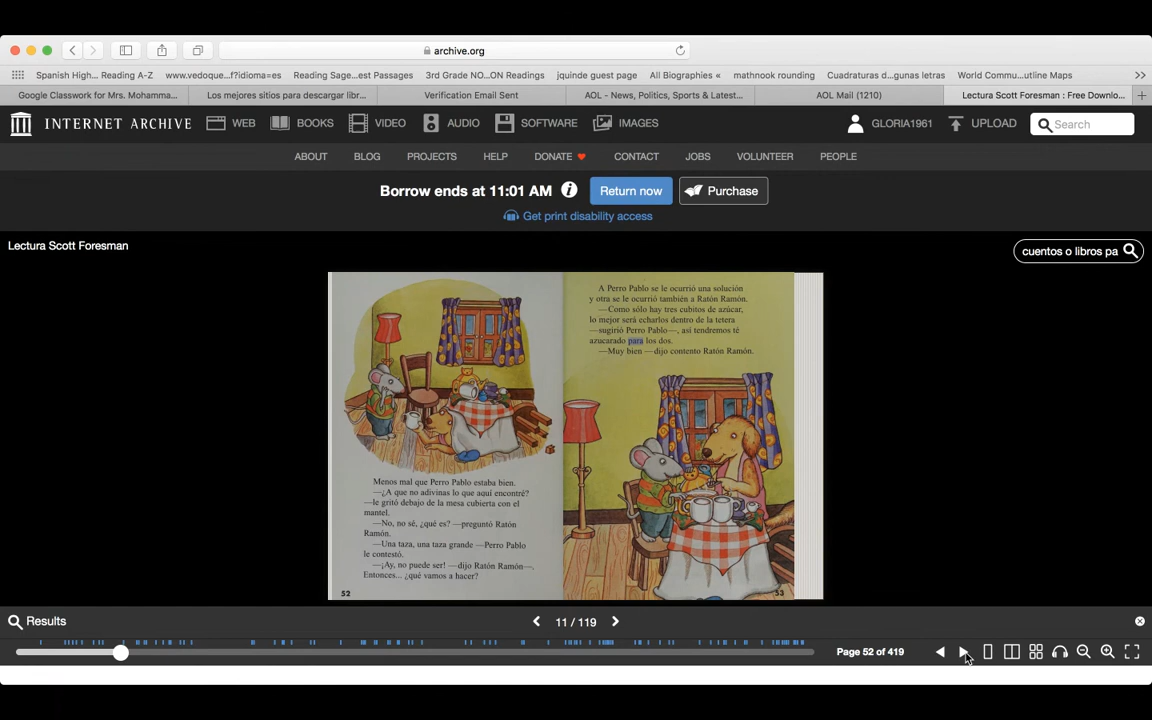 archive.org
Spanish High... Reading A-Z www.vedoque...f?idioma=es Reading Sage...est Passages 3rd Grade NO...ON Readings jquinde guest page All Biographies « mathnook rounding Cuadraturas d...gunas letras World Commu...utline Maps >>
Google Classwork for Mrs. Mohamma... Los mejores sitios para descargar libr... Verification Email Sent AOL - News, Politics, Sports & Latest... AOL Mail (1210) Lectura Scott Foresman : Free Downlo... +
INTERNET ARCHIVE WEB BOOKS VIDEO AUDIO SOFTWARE IMAGES GLORIA1961 UPLOAD Search
ABOUT BLOG PROJECTS HELP DONATE CONTACT JOBS VOLUNTEER PEOPLE
Borrow ends at 11:01 AM i Return now Purchase
Get print disability access
Lectura Scott Foresman
cuentos o libros pa
Menos mal que Perro Pablo estaba bien.
—¿A que no adivinas lo que aquí encontré?
—le gritó debajo de la mesa cubierta con el
mantel.
—No, no sé, ¿qué es? —preguntó Ratón
Ramón.
—Una taza, una taza grande —Perro Pablo
le contestó.
—¡Ay, no puede ser! —dijo Ratón Ramón—.
Entonces... ¿qué vamos a hacer?
52
A Perro Pablo se le ocurrió una solución
y otra se le ocurrió también a Ratón Ramón.
—Como sólo hay tres cubitos de azúcar,
lo mejor será echarlos dentro de la tetera
—sugirió Perro Pablo—, así tendremos té
azucarado para los dos.
—Muy bien —dijo contento Ratón Ramón.
53
Results
11 / 119
Page 52 of 419